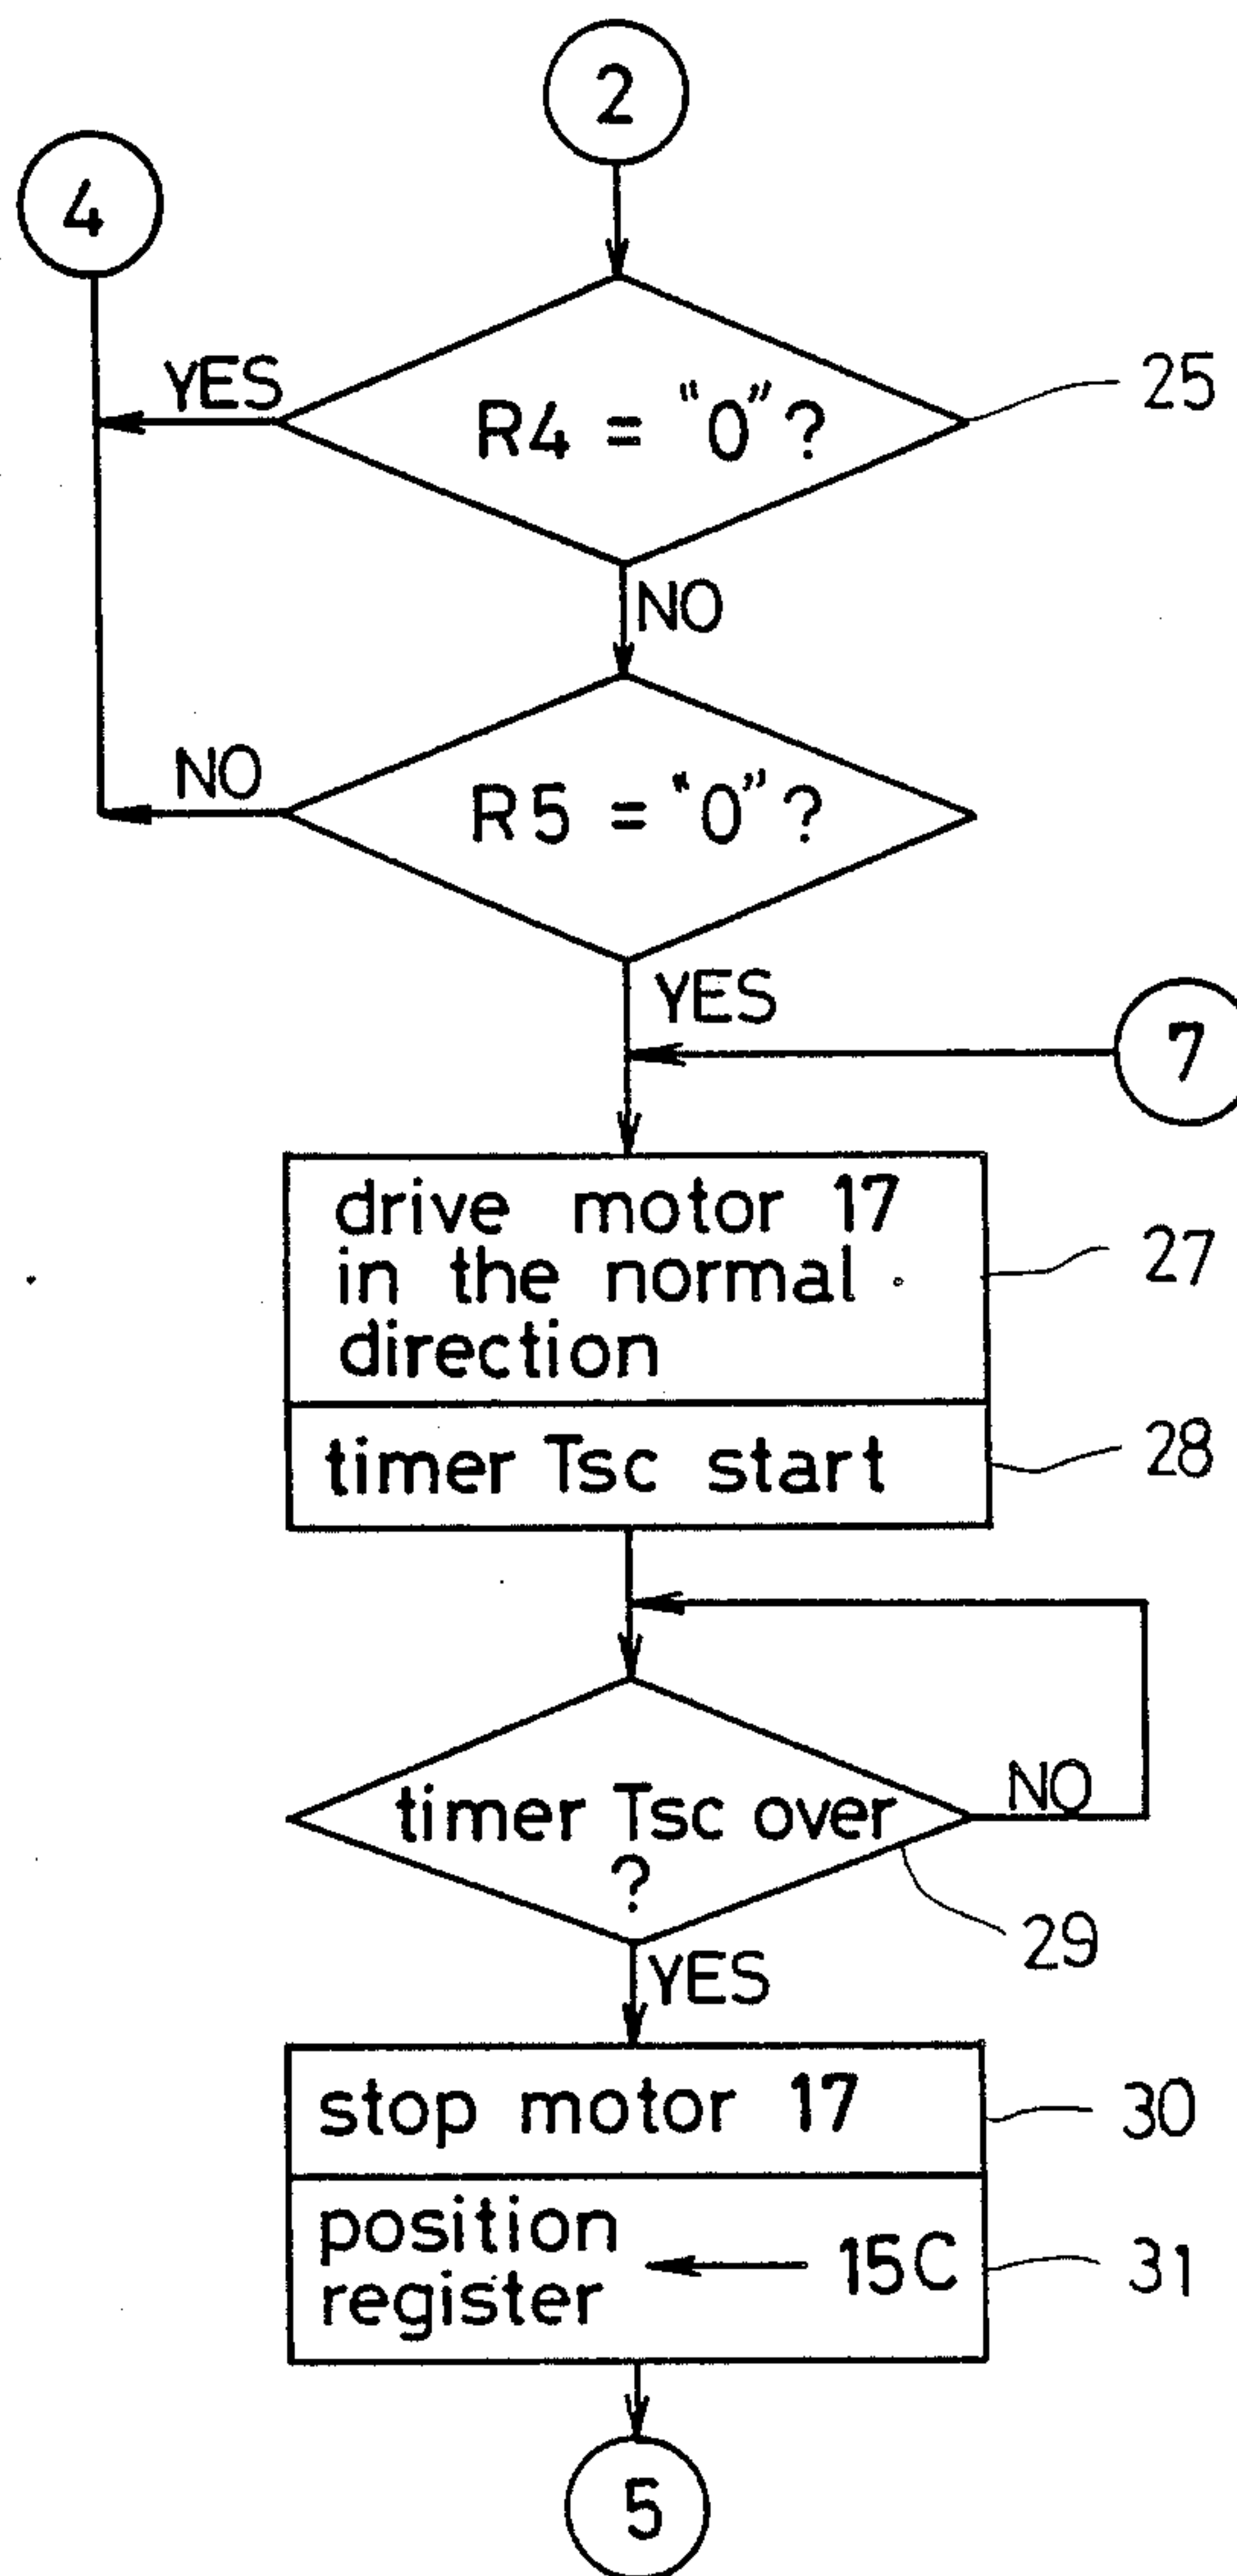 2
4
YES
R4 = "0"?
25
NO
NO
R5 = "0"?
YES
7
drive motor 17
in the normal
direction
27
timer Tsc start
28
timer Tsc over
?
NO
29
YES
stop motor 17
30
position
register ← 15C
31
5